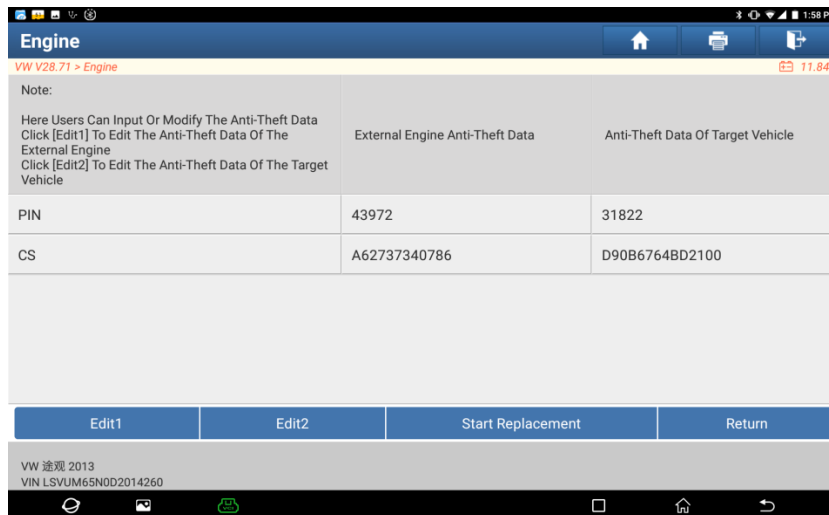 1:58 P
Engine
VW V28.71 > Engine
11.84
Note:
Here Users Can Input Or Modify The Anti-Theft Data
Click [Edit1] To Edit The Anti-Theft Data Of The
External Engine
Click [Edit2] To Edit The Anti-Theft Data Of The Target
Vehicle
External Engine Anti-Theft Data
Anti-Theft Data Of Target Vehicle
PIN
43972
31822
CS
A62737340786
D90B6764BD2100
Edit1
Edit2
Start Replacement
Return
VW 途观 2013
VIN LSVUM65N0D2014260